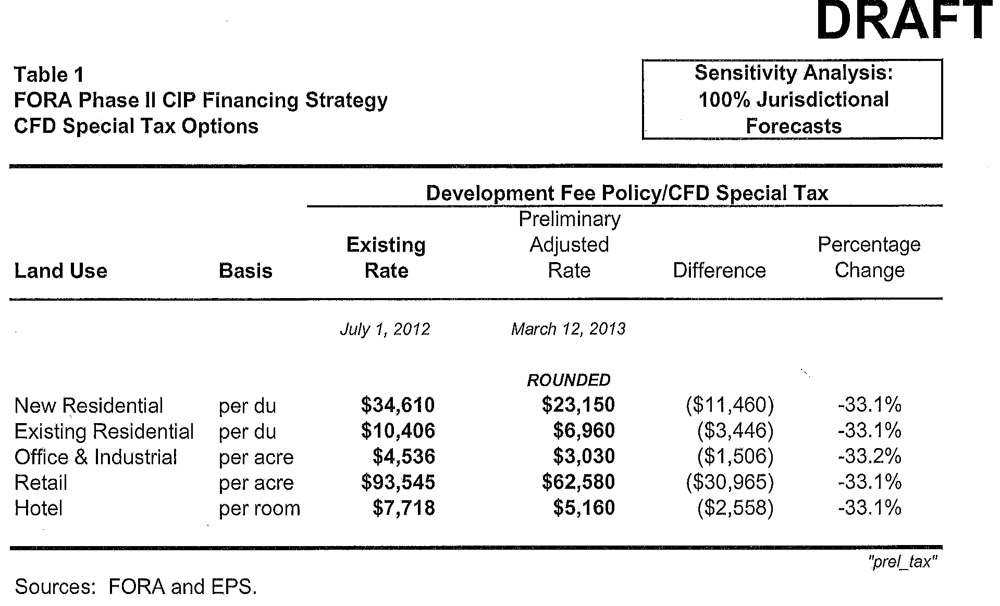 DRAFT
Table 1
FORA Phase II CIP Financing Strategy
CFD Special Tax Options
Sensitivity Analysis:
100% Jurisdictional
Forecasts
Development Fee Policy/CFD Special Tax
Preliminary
Existing Adjusted Percentage
Land Use Basis Rate Rate Difference Change
July 1, 2012 March 12, 2013
ROUNDED
New Residential per du $34,610 $23,150 ($11,460) -33.1%
Existing Residential per du $10,406 $6,960 ($3,446) -33.1%
Office & Industrial per acre $4,536 $3,030 ($1,506) -33.2%
Retail per acre $93,545 $62,580 ($30,965) -33.1%
Hotel per room $7,718 $5,160 ($2,558) -33.1%
"prel_tax"
Sources: FORA and EPS.